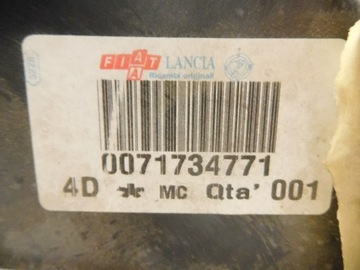 FIAT LANCIA
Ricambi originali
0071734771
4D MC Qta' 001